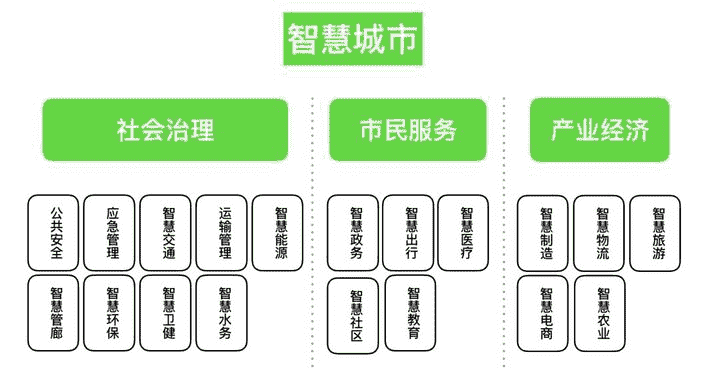 智慧城市
社会治理
市民服务
产业经济
公共安全
应急管理
智慧交通
运输管理
智慧能源
智慧管廊
智慧环保
智慧卫健
智慧水务
智慧政务
智慧出行
智慧医疗
智慧社区
智慧教育
智慧制造
智慧物流
智慧旅游
智慧电商
智慧农业